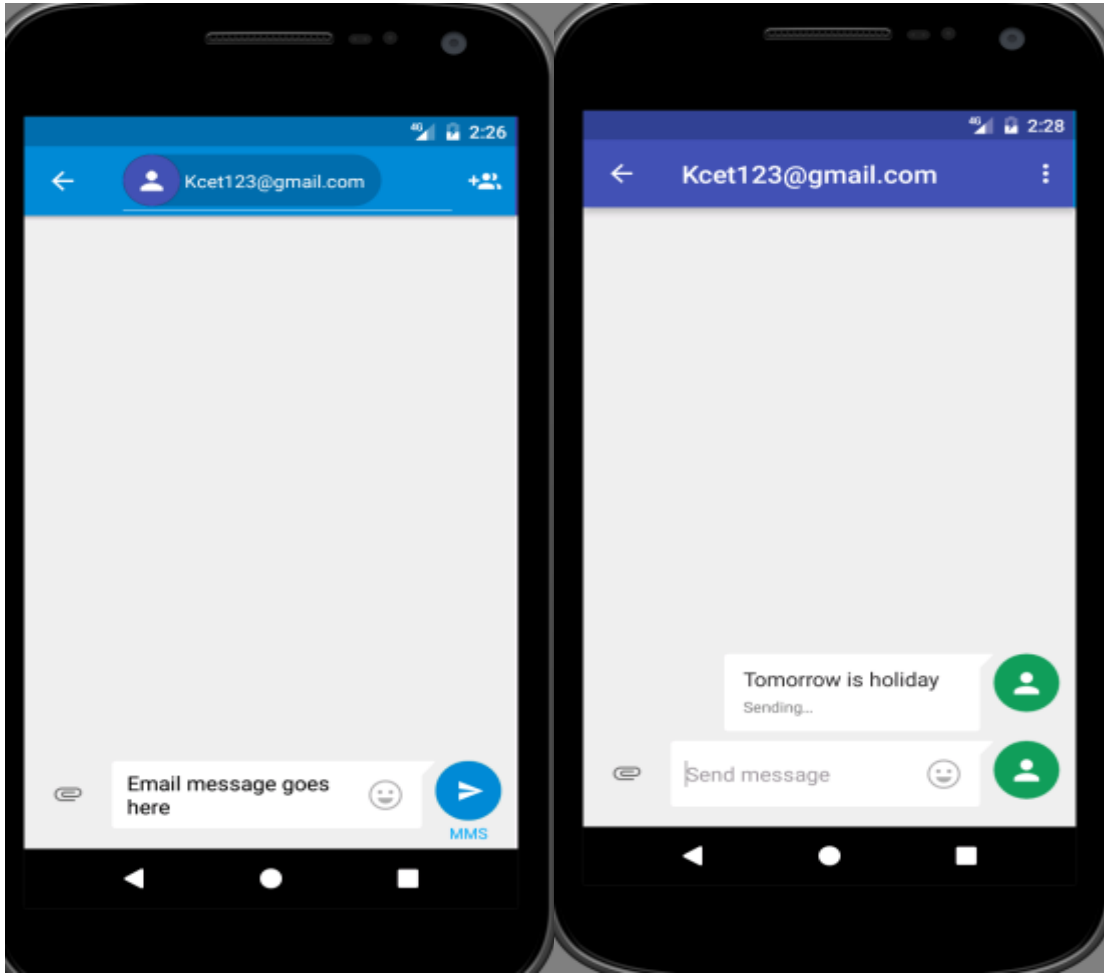 4G 2:26
Kcet123@gmail.com
Email message goes
here
MMS
4G 2:28
Kcet123@gmail.com
Tomorrow is holiday
Sending...
Send message